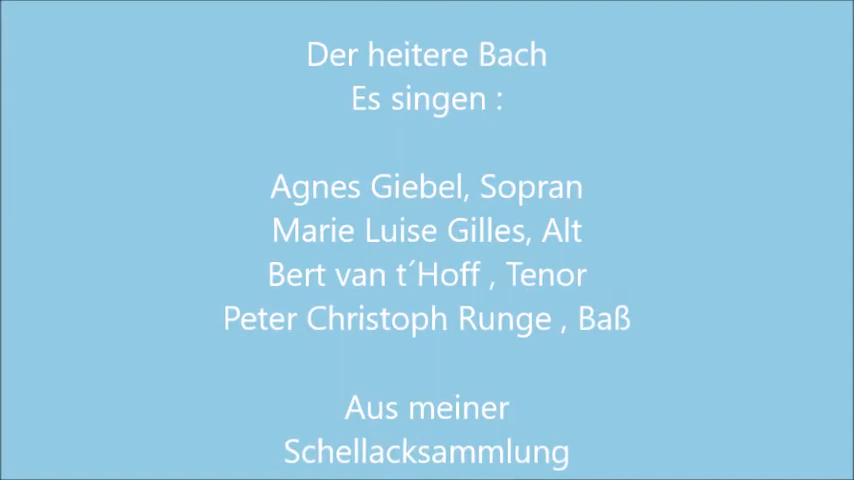 Der heitere Bach
Es singen :
Agnes Giebel, Sopran
Marie Luise Gilles, Alt
Bert van t´Hoff , Tenor
Peter Christoph Runge , Baß
Aus meiner
Schellacksammlung